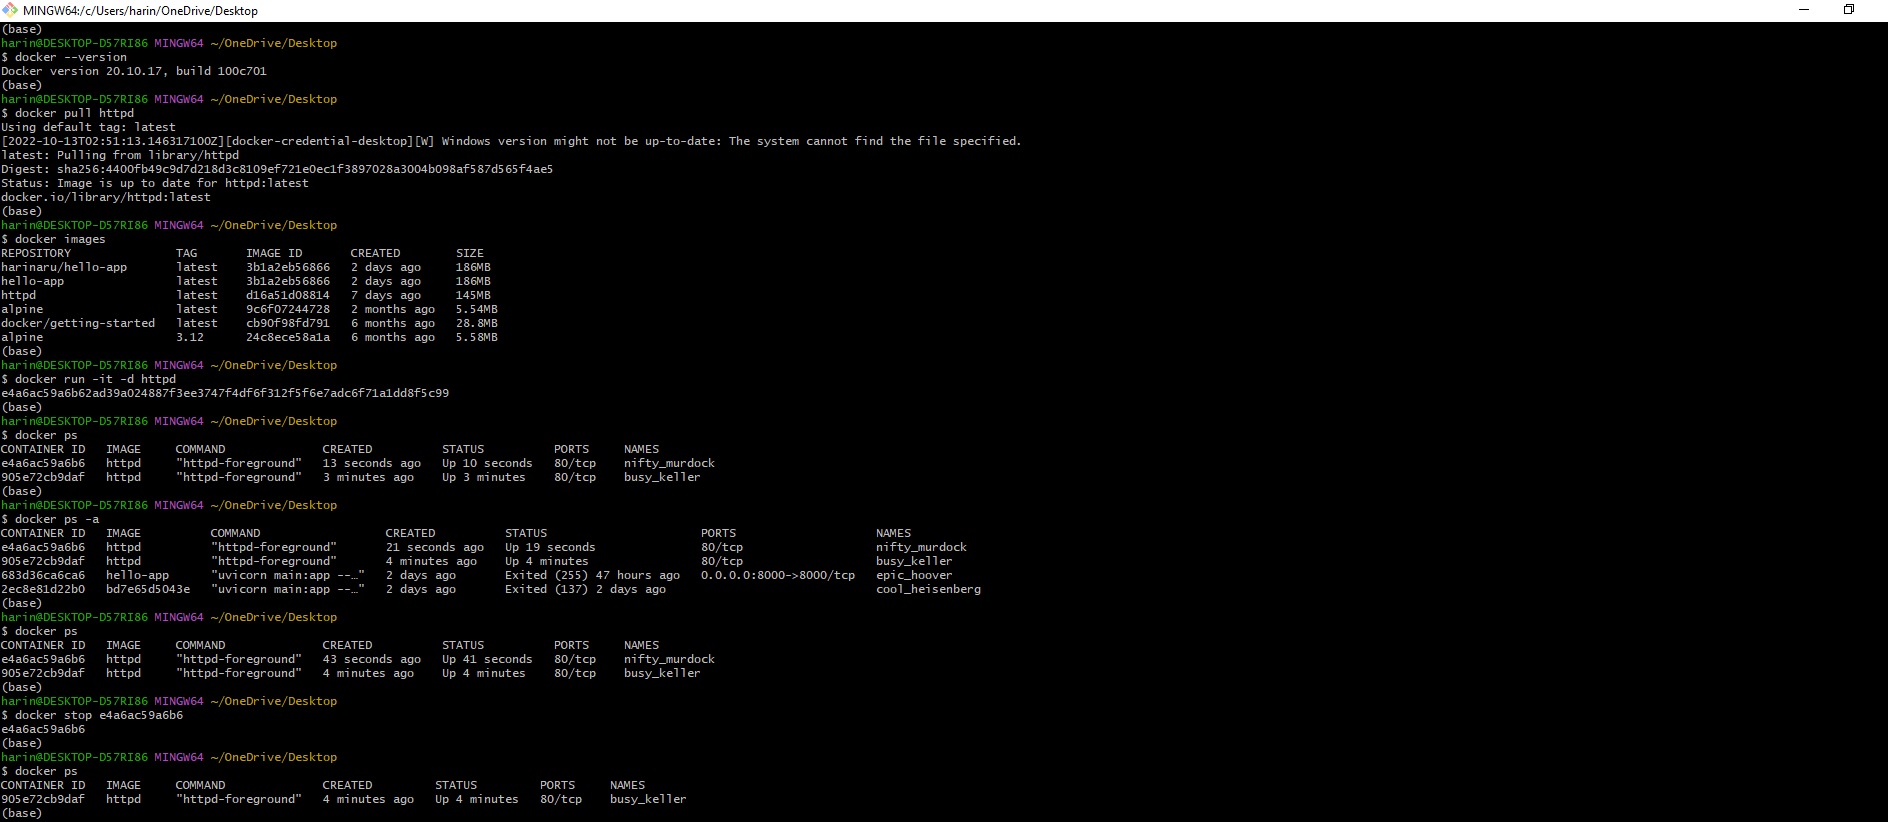 MINGW64:/c/Users/harin/OneDrive/Desktop
(base)
harin@DESKTOP-D57RI86 MINGW64 ~/OneDrive/Desktop
$ docker --version
Docker version 20.10.17, build 100c701
(base)
harin@DESKTOP-D57RI86 MINGW64 ~/OneDrive/Desktop
$ docker pull httpd
Using default tag: latest
[2022-10-13T02:51:13.146317100Z][docker-credential-desktop][W] Windows version might not be up-to-date: The system cannot find the file specified.
latest: Pulling from library/httpd
Digest: sha256:4400fb49c9d7d218d3c8109ef721e0ec1f3897028a3004b098af587d565f4ae5
Status: Image is up to date for httpd:latest
docker.io/library/httpd:latest
(base)
harin@DESKTOP-D57RI86 MINGW64 ~/OneDrive/Desktop
$ docker images
REPOSITORY TAG IMAGE ID CREATED SIZE
harinaru/hello-app latest 3b1a2eb56866 2 days ago 186MB
hello-app latest 3b1a2eb56866 2 days ago 186MB
httpd latest d16a51d08814 7 days ago 145MB
alpine latest 9c6f07244728 2 months ago 5.54MB
docker/getting-started latest cb90f98fd791 6 months ago 28.8MB
alpine 3.12 24c8ece58a1a 6 months ago 5.58MB
(base)
harin@DESKTOP-D57RI86 MINGW64 ~/OneDrive/Desktop
$ docker run -it -d httpd
e4a6ac59a6b62ad39a024887f3ee3747f4df6f312f5f6e7adc6f71a1dd8f5c99
(base)
harin@DESKTOP-D57RI86 MINGW64 ~/OneDrive/Desktop
$ docker ps
CONTAINER ID IMAGE COMMAND CREATED STATUS PORTS NAMES
e4a6ac59a6b6 httpd "httpd-foreground" 13 seconds ago Up 10 seconds 80/tcp nifty_murdock
905e72cb9daf httpd "httpd-foreground" 3 minutes ago Up 3 minutes 80/tcp busy_keller
(base)
harin@DESKTOP-D57RI86 MINGW64 ~/OneDrive/Desktop
$ docker ps -a
CONTAINER ID IMAGE COMMAND CREATED STATUS PORTS NAMES
e4a6ac59a6b6 httpd "httpd-foreground" 21 seconds ago Up 19 seconds 80/tcp nifty_murdock
905e72cb9daf httpd "httpd-foreground" 4 minutes ago Up 4 minutes 80/tcp busy_keller
683d36ca6ca6 hello-app "uvicorn main:app --…" 2 days ago Exited (255) 47 hours ago 0.0.0.0:8000->8000/tcp epic_hoover
2ec8e81d22b0 bd7e65d5043e "uvicorn main:app --…" 2 days ago Exited (137) 2 days ago cool_heisenberg
(base)
harin@DESKTOP-D57RI86 MINGW64 ~/OneDrive/Desktop
$ docker ps
CONTAINER ID IMAGE COMMAND CREATED STATUS PORTS NAMES
e4a6ac59a6b6 httpd "httpd-foreground" 43 seconds ago Up 41 seconds 80/tcp nifty_murdock
905e72cb9daf httpd "httpd-foreground" 4 minutes ago Up 4 minutes 80/tcp busy_keller
(base)
harin@DESKTOP-D57RI86 MINGW64 ~/OneDrive/Desktop
$ docker stop e4a6ac59a6b6
e4a6ac59a6b6
(base)
harin@DESKTOP-D57RI86 MINGW64 ~/OneDrive/Desktop
$ docker ps
CONTAINER ID IMAGE COMMAND CREATED STATUS PORTS NAMES
905e72cb9daf httpd "httpd-foreground" 4 minutes ago Up 4 minutes 80/tcp busy_keller
(base)